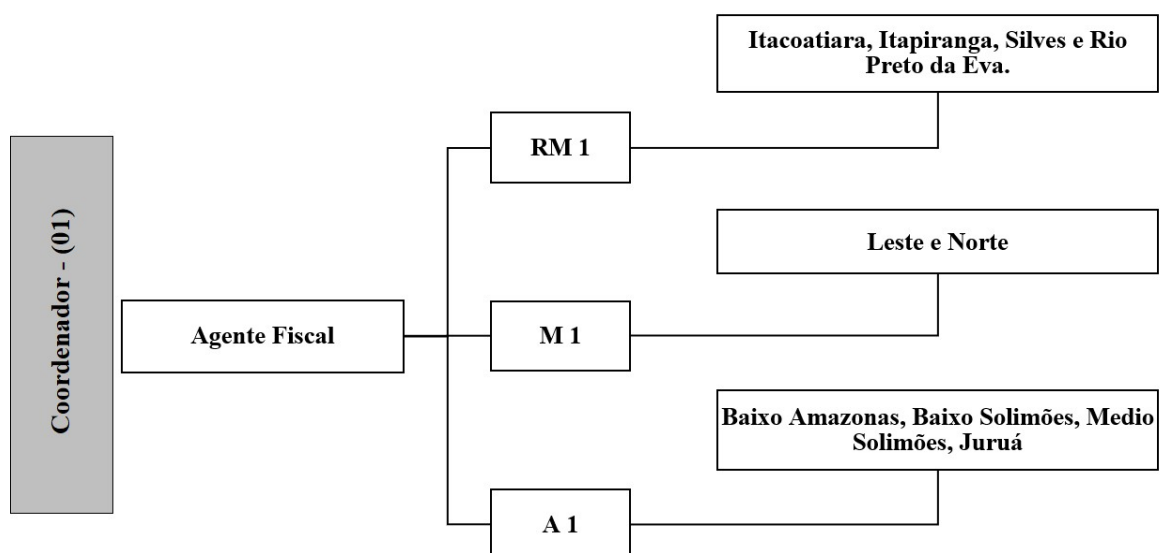 Coordenador - (01)
Agente Fiscal
RM 1
Itacoatiara, Itapiranga, Silves e Rio
Preto da Eva.
M 1
Leste e Norte
A 1
Baixo Amazonas, Baixo Solimões, Medio
Solimões, Juruá